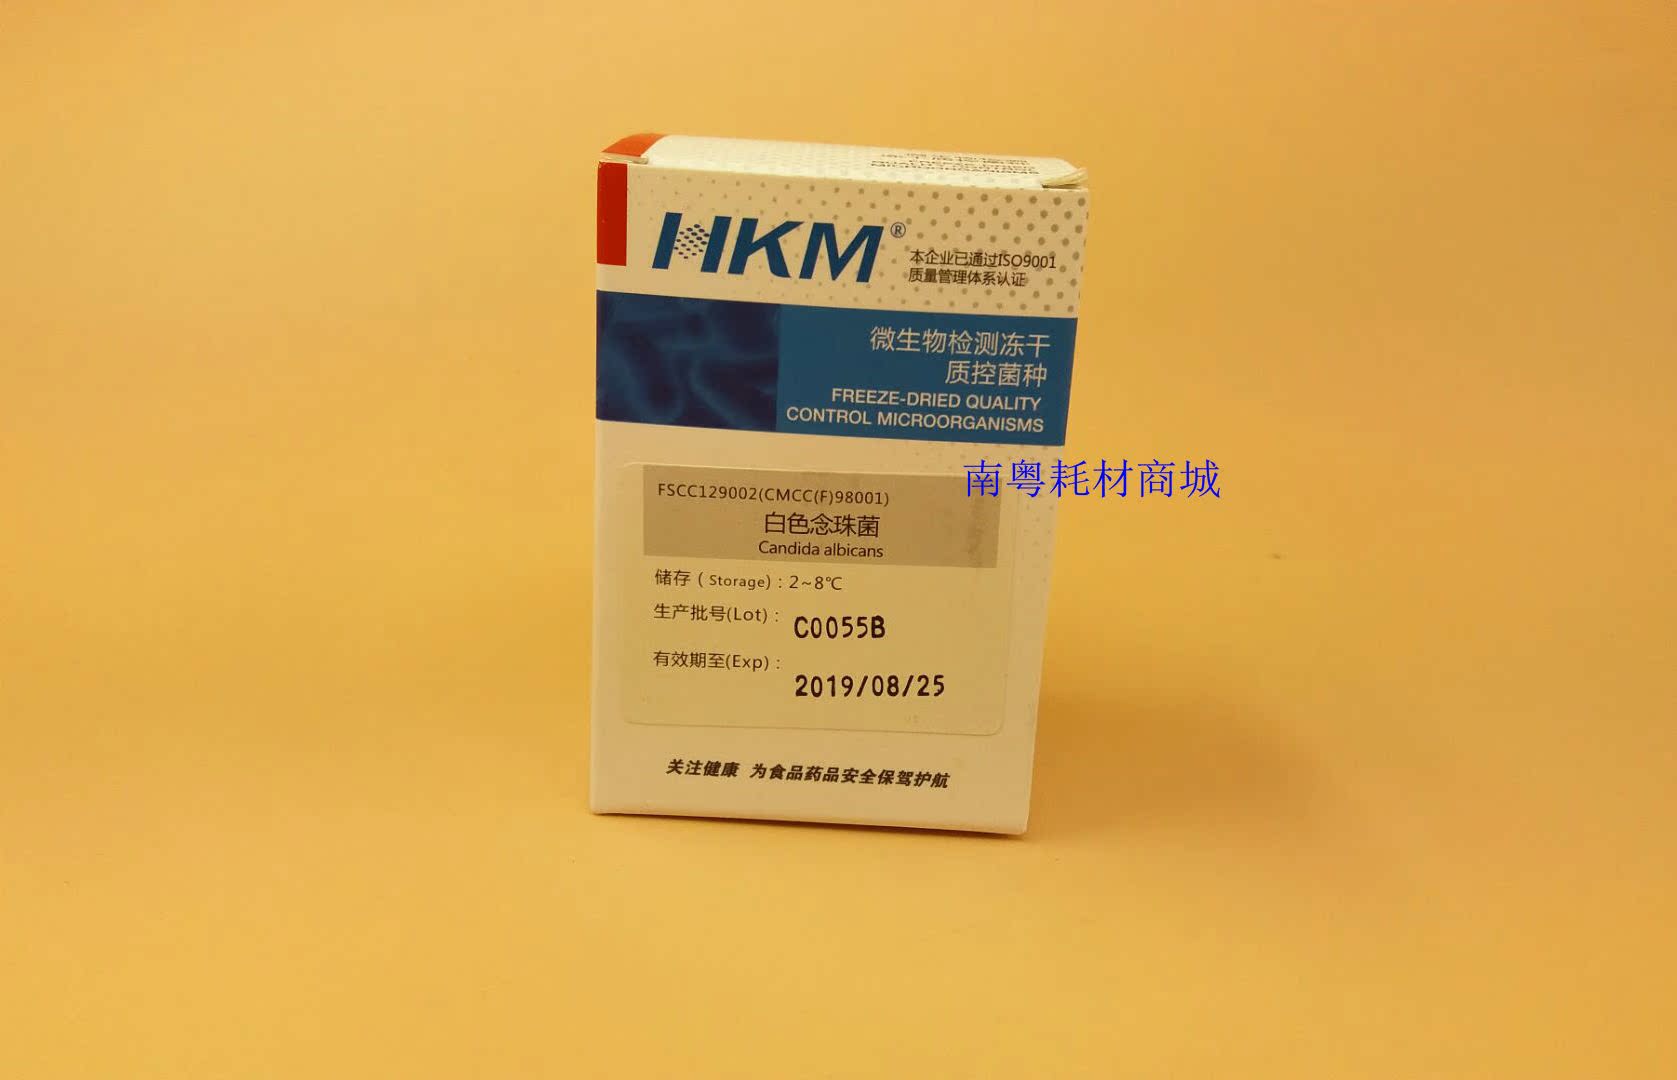 HKM®
本企业已通过ISO9001
质量管理体系认证
微生物检测冻干
质控菌种
FREEZE-DRIED QUALITY
CONTROL MICROORGANISMS
南粤耗材商城
FSCC129002(CMCC(F)98001)
白色念珠菌
Candida albicans
储存(Storage):2~8℃
生产批号(Lot): C0055B
有效期至(Exp): 2019/08/25
关注健康 为食品药品安全保驾护航